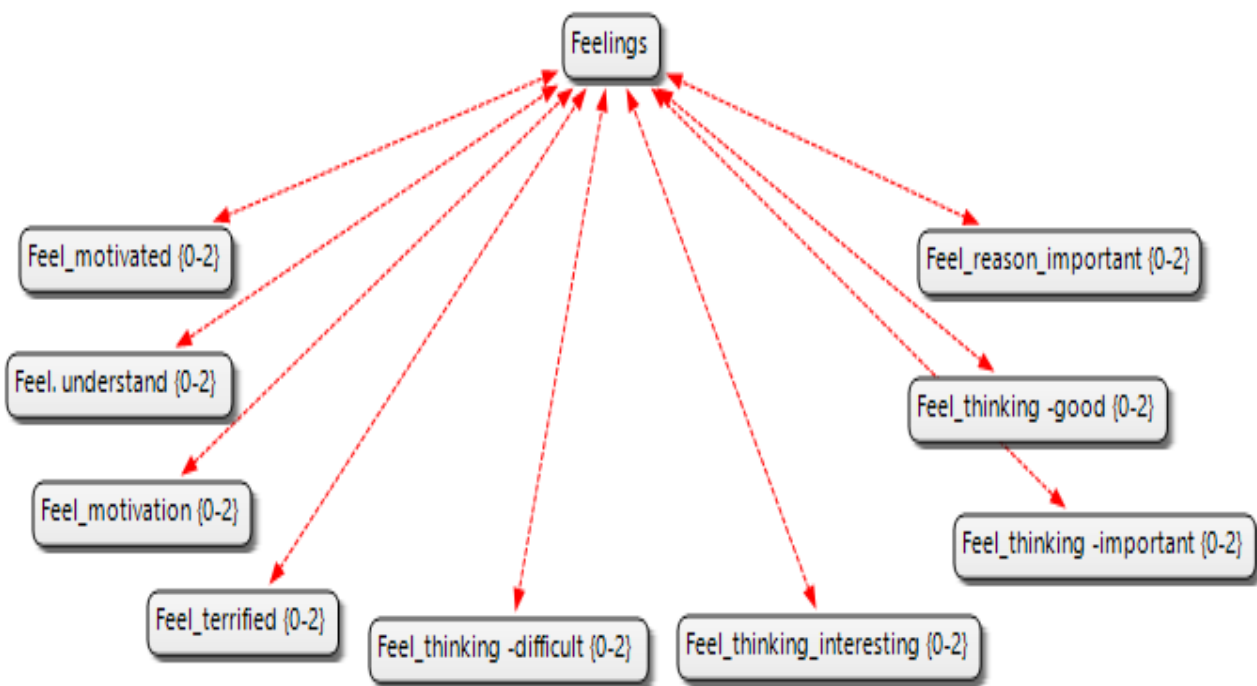 Feelings
Feel_motivated {0-2}
Feel_reason_important {0-2}
Feel. understand {0-2}
Feel_thinking -good {0-2}
Feel_motivation {0-2}
Feel_thinking -important {0-2}
Feel_terrified {0-2}
Feel_thinking -difficult {0-2}
Feel_thinking_interesting {0-2}